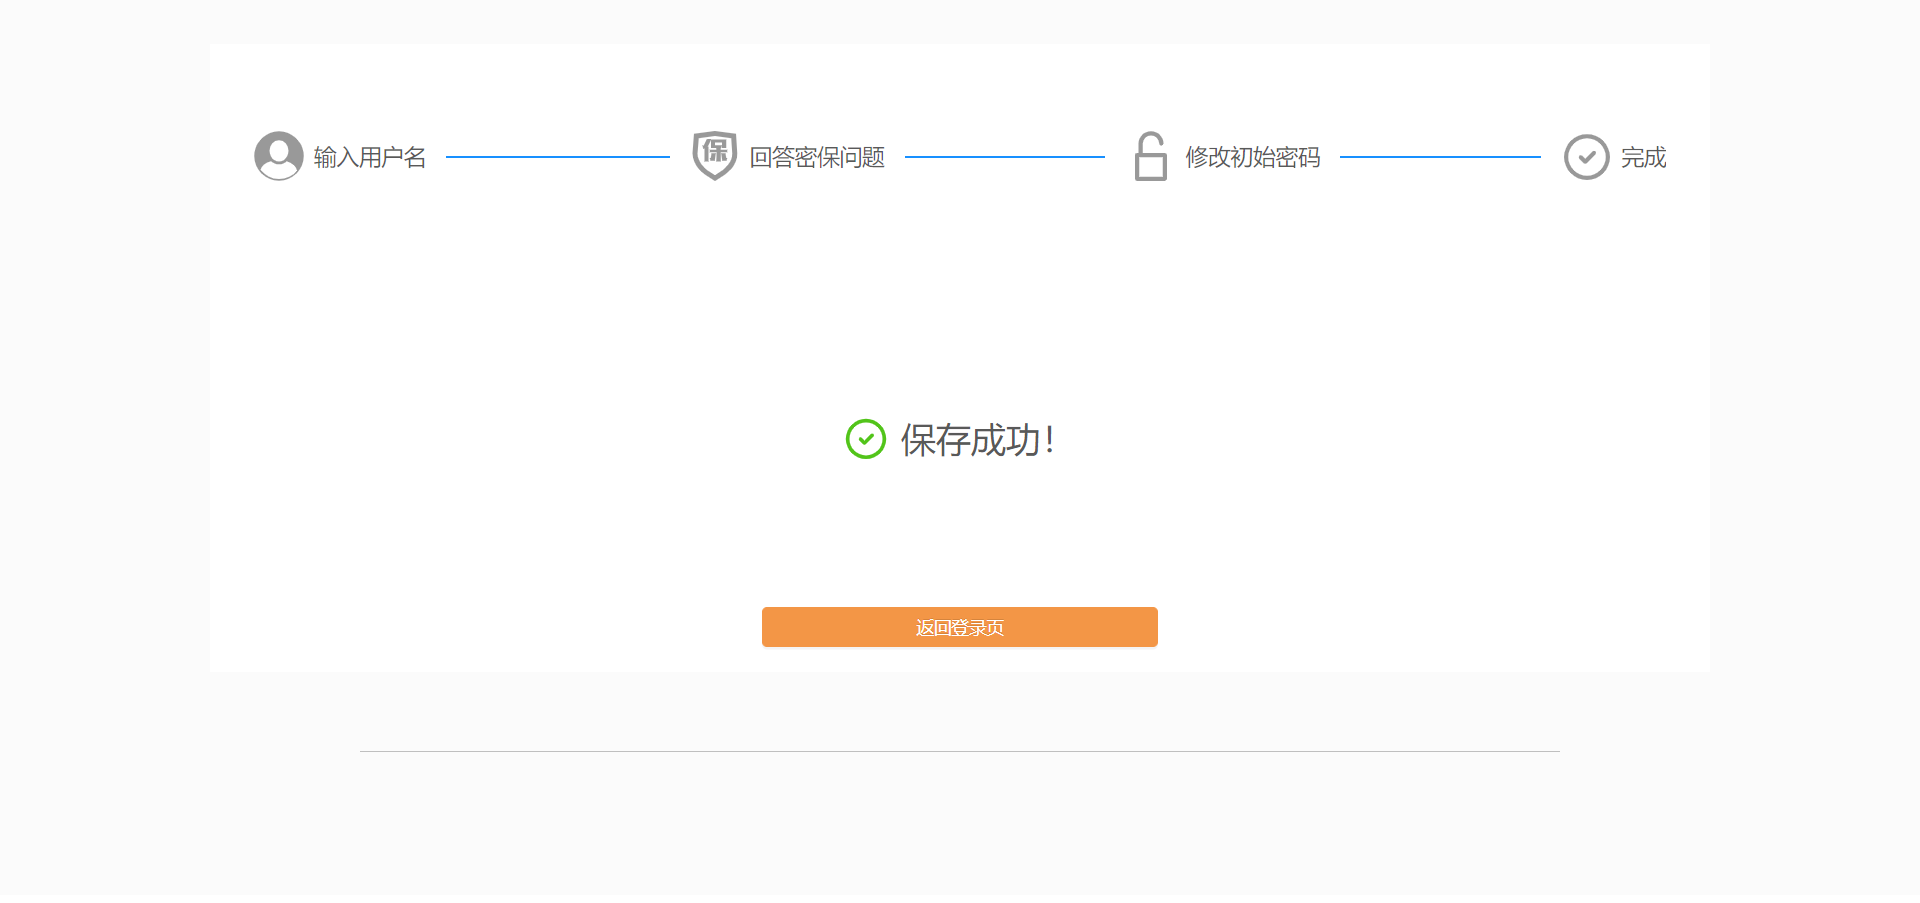 输入用户名
保
回答密保问题
修改初始密码
完成
保存成功！
返回登录页